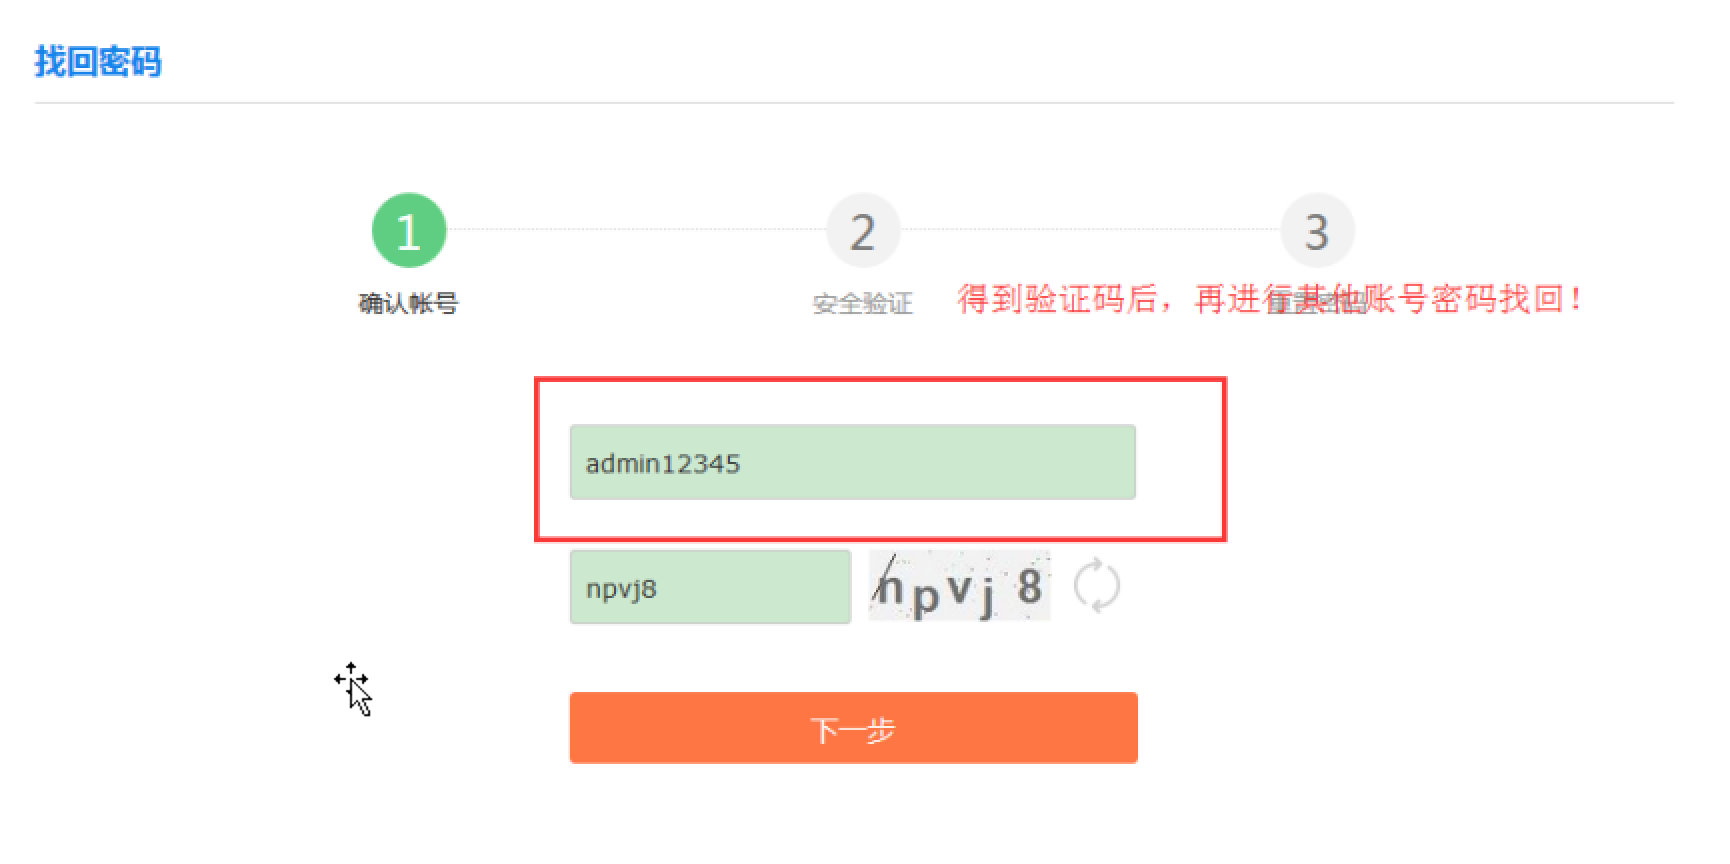 找回密码
1
2
3
确认帐号
安全验证
得到验证码后，再进行其他账号密码找回！
admin12345
npvj8
npvj8
下一步